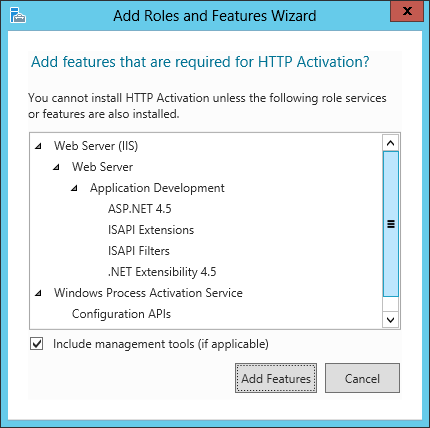 Add Roles and Features Wizard
Add features that are required for HTTP Activation?
You cannot install HTTP Activation unless the following role services
or features are also installed.
Web Server (IIS)
Web Server
Application Development
ASP.NET 4.5
ISAPI Extensions
ISAPI Filters
.NET Extensibility 4.5
Windows Process Activation Service
Configuration APIs
Include management tools (if applicable)
Add Features
Cancel